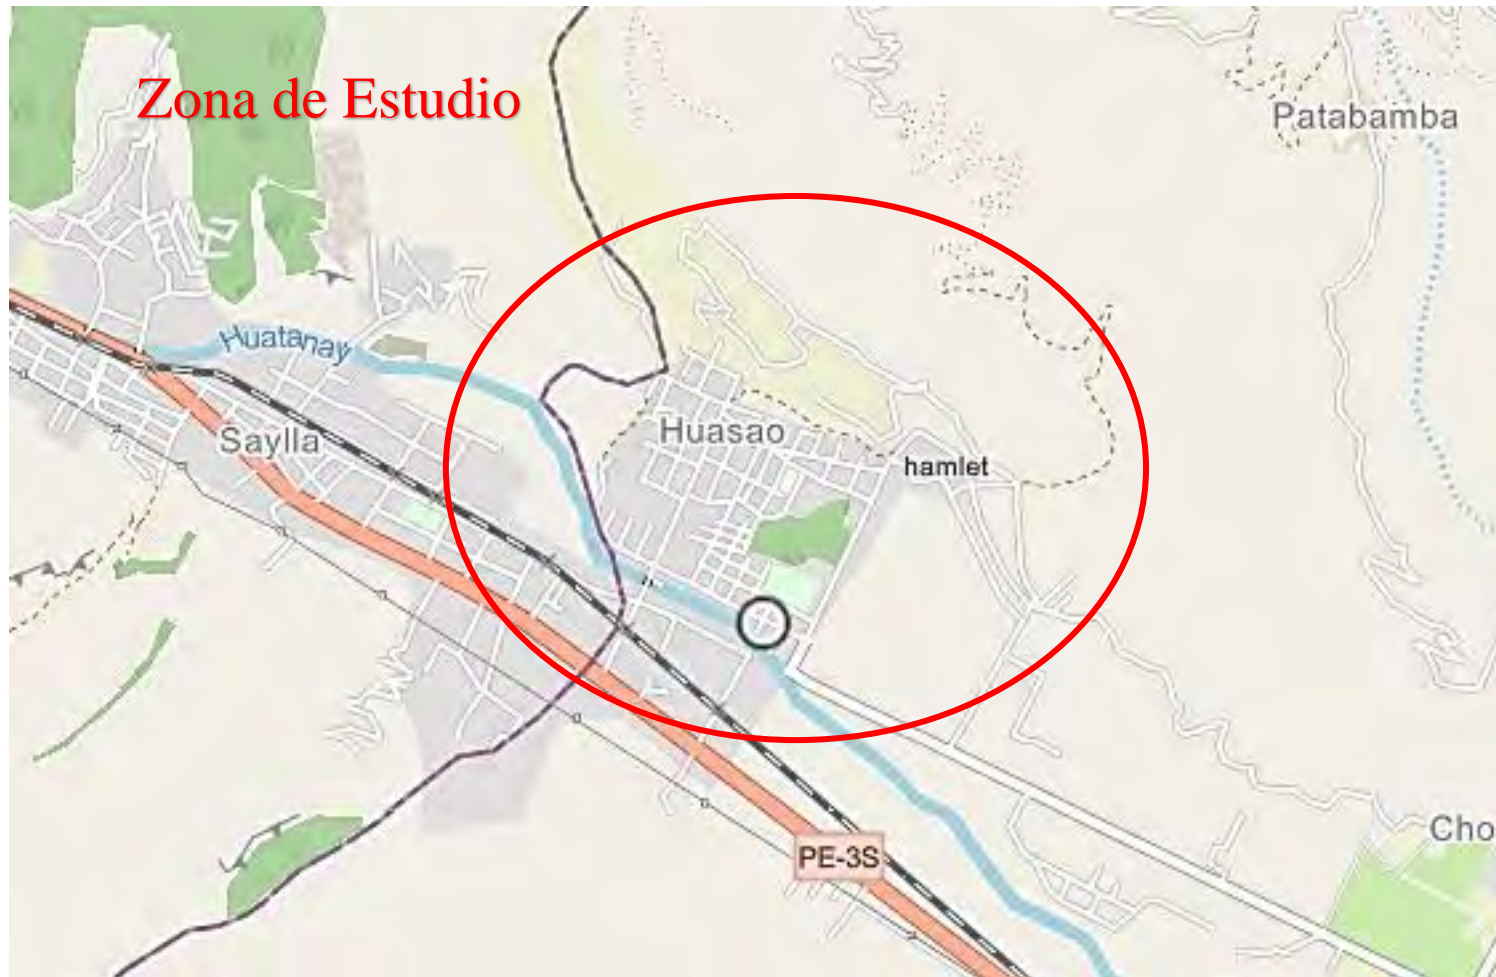 Zona de Estudio
Patabamba
Huatanay
Saylla
Huasao
hamlet
PE-3S
Cho